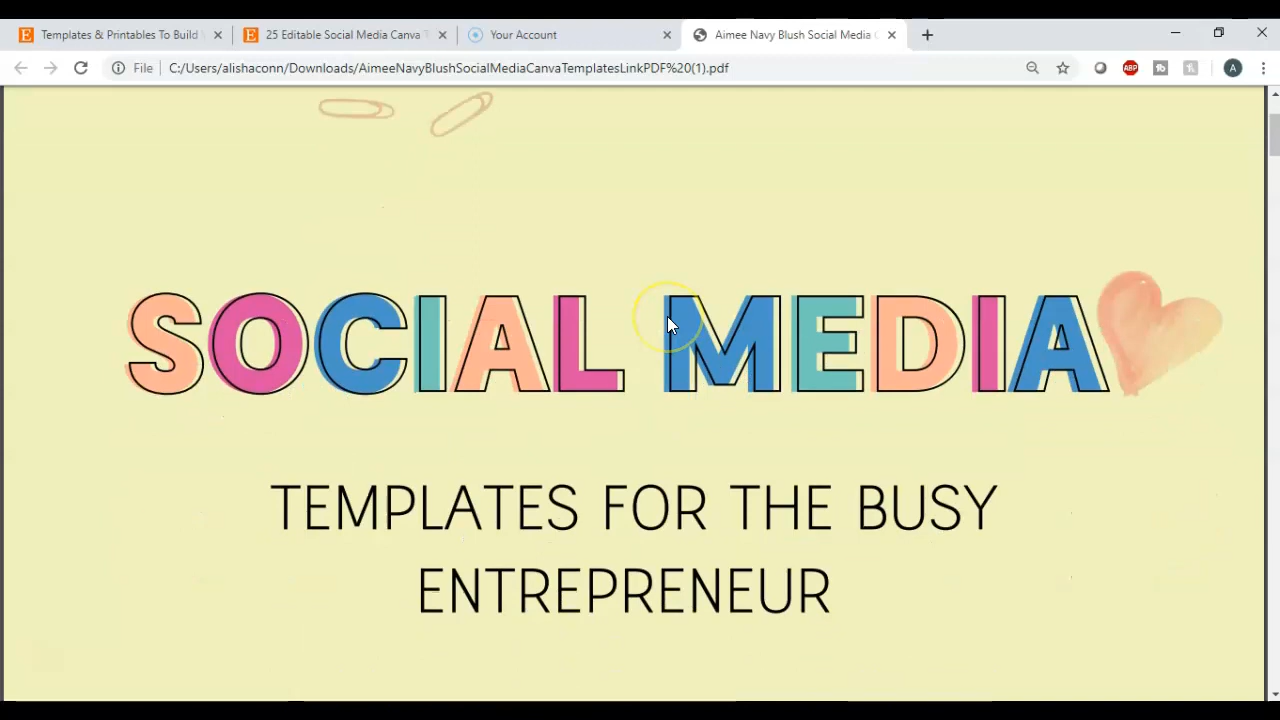 Templates & Printables To Build
25 Editable Social Media Canva
Your Account
Aimee Navy Blush Social Media
File
C:/Users/alishaconn/Downloads/AimeeNavyBlushSocialMediaCanvaTemplatesLinkPDF%20(1).pdf
ABP
A
SOCIAL MEDIA
TEMPLATES FOR THE BUSY
ENTREPRENEUR